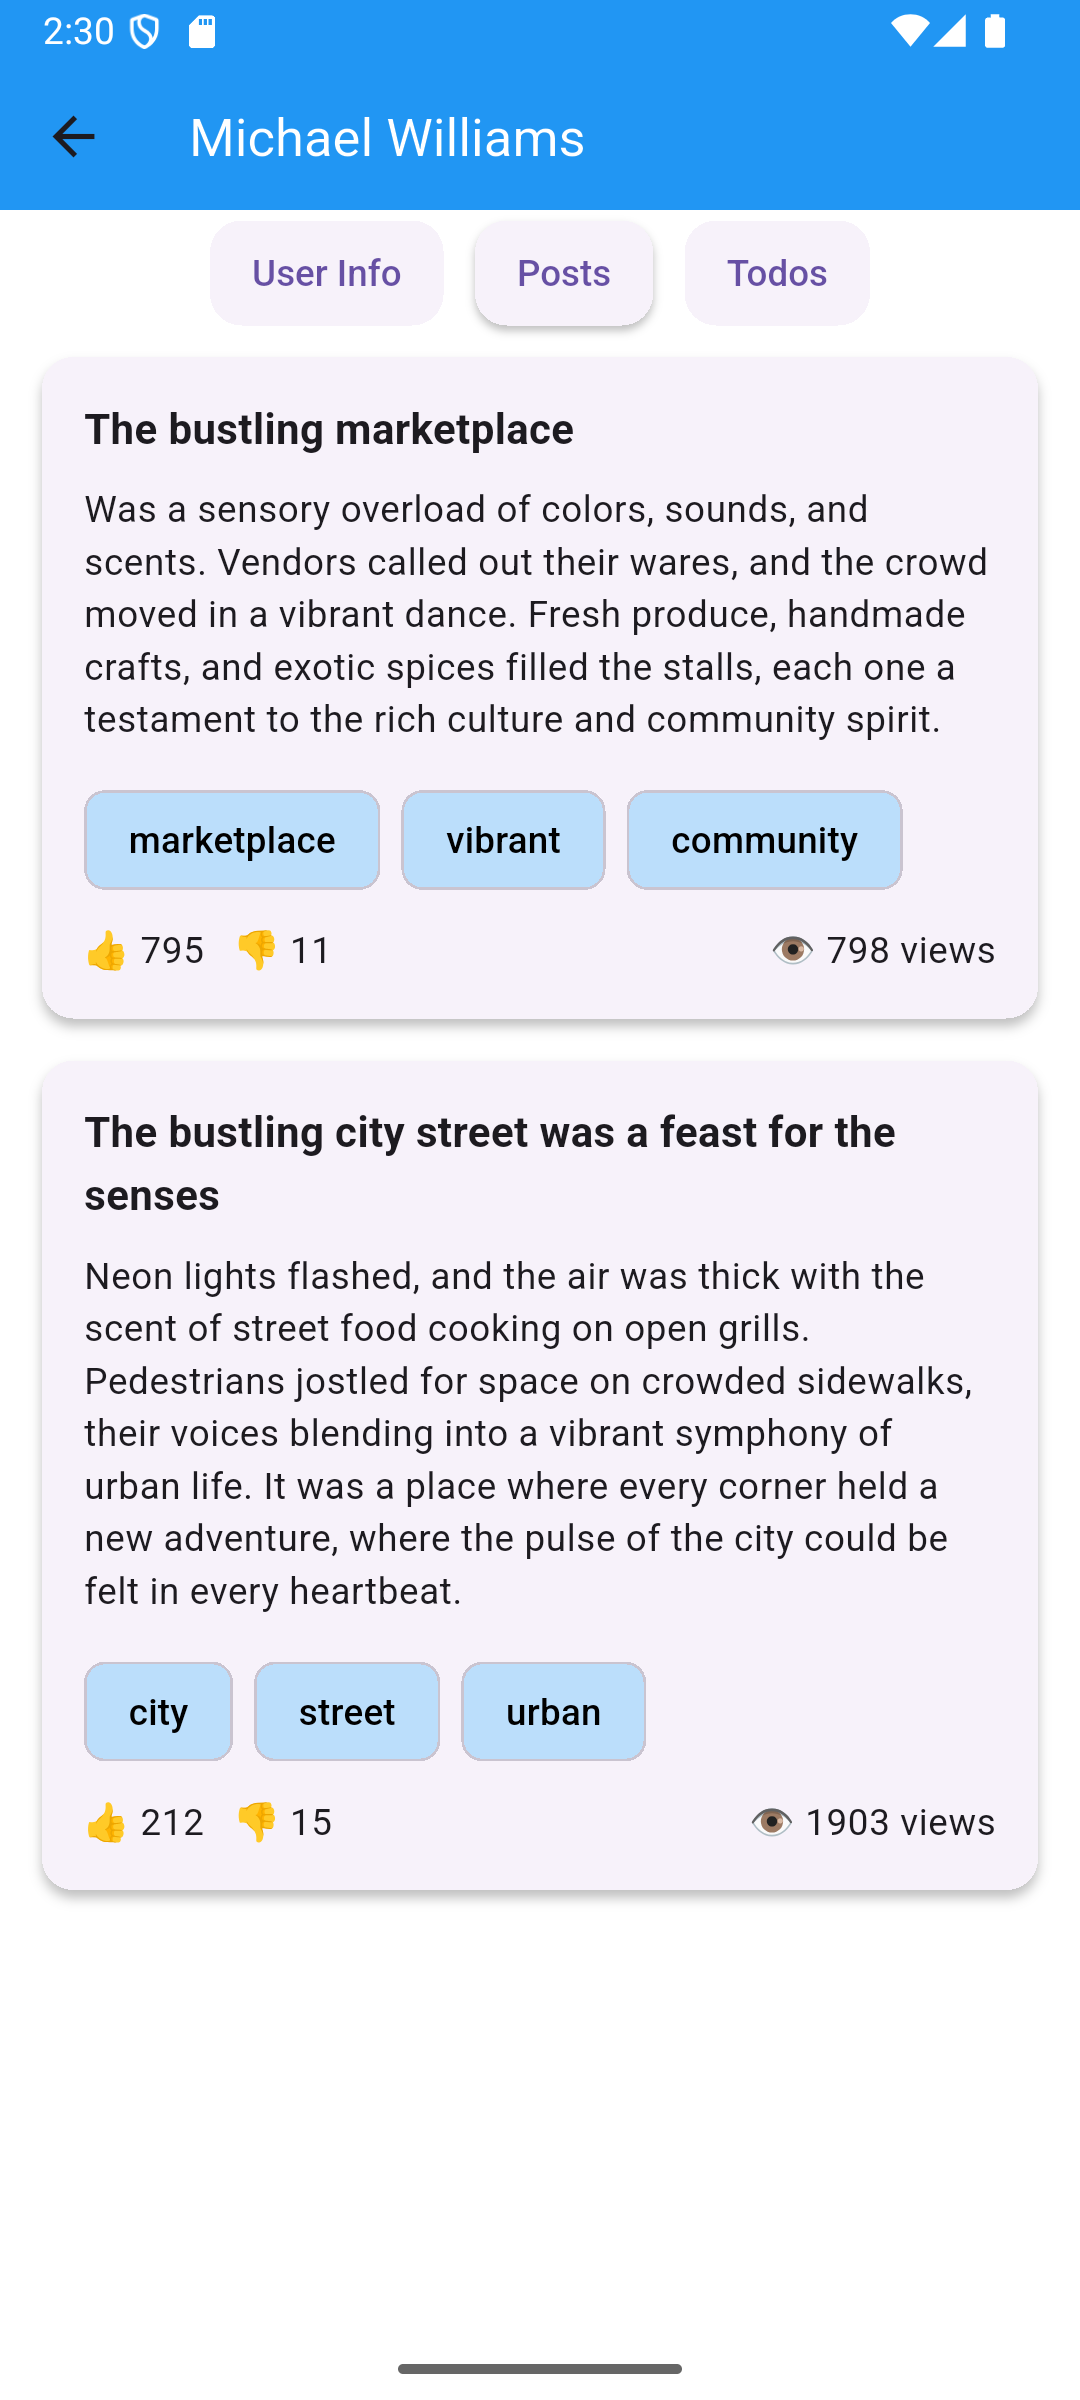 2:30
Michael Williams
User Info Posts Todos
The bustling marketplace
Was a sensory overload of colors, sounds, and
scents. Vendors called out their wares, and the crowd
moved in a vibrant dance. Fresh produce, handmade
crafts, and exotic spices filled the stalls, each one a
testament to the rich culture and community spirit.
marketplace vibrant community
👍 795 👎 11 👁️ 798 views
The bustling city street was a feast for the
senses
Neon lights flashed, and the air was thick with the
scent of street food cooking on open grills.
Pedestrians jostled for space on crowded sidewalks,
their voices blending into a vibrant symphony of
urban life. It was a place where every corner held a
new adventure, where the pulse of the city could be
felt in every heartbeat.
city street urban
👍 212 👎 15 👁️ 1903 views